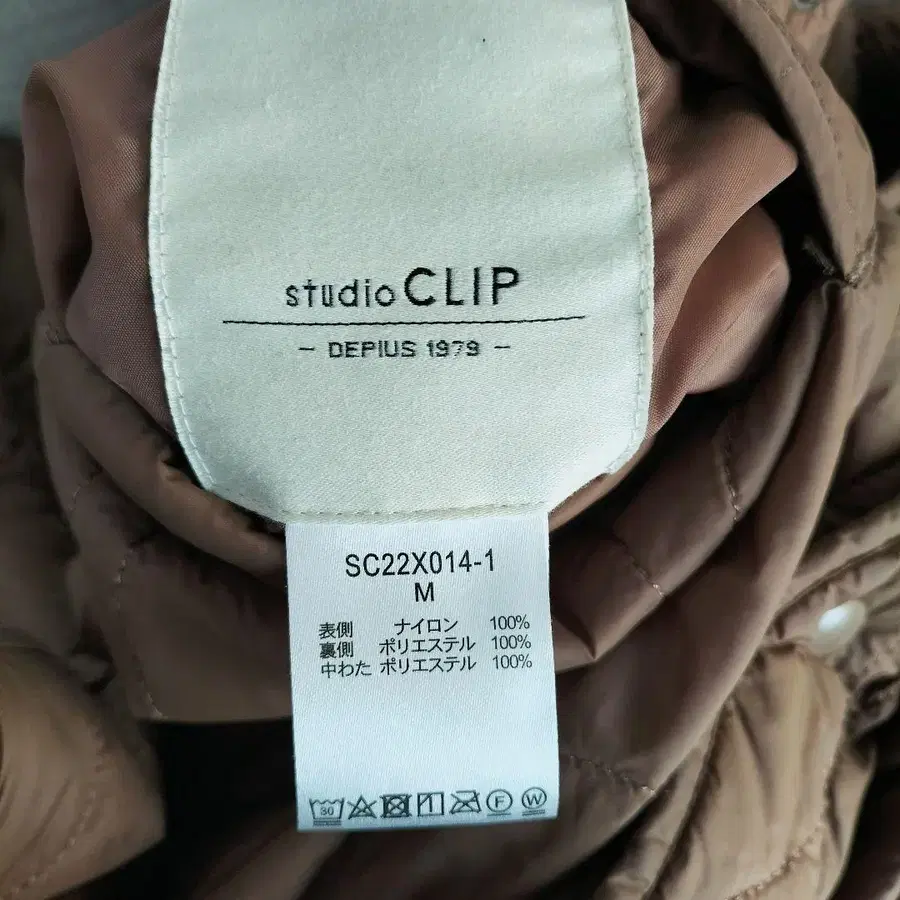 studio CLIP
- DEPIUS 1979 -
SC22X014-1
M
表側 ナイロン 100%
裏側 ポリエステル 100%
中わた ポリエステル 100%
30 F W